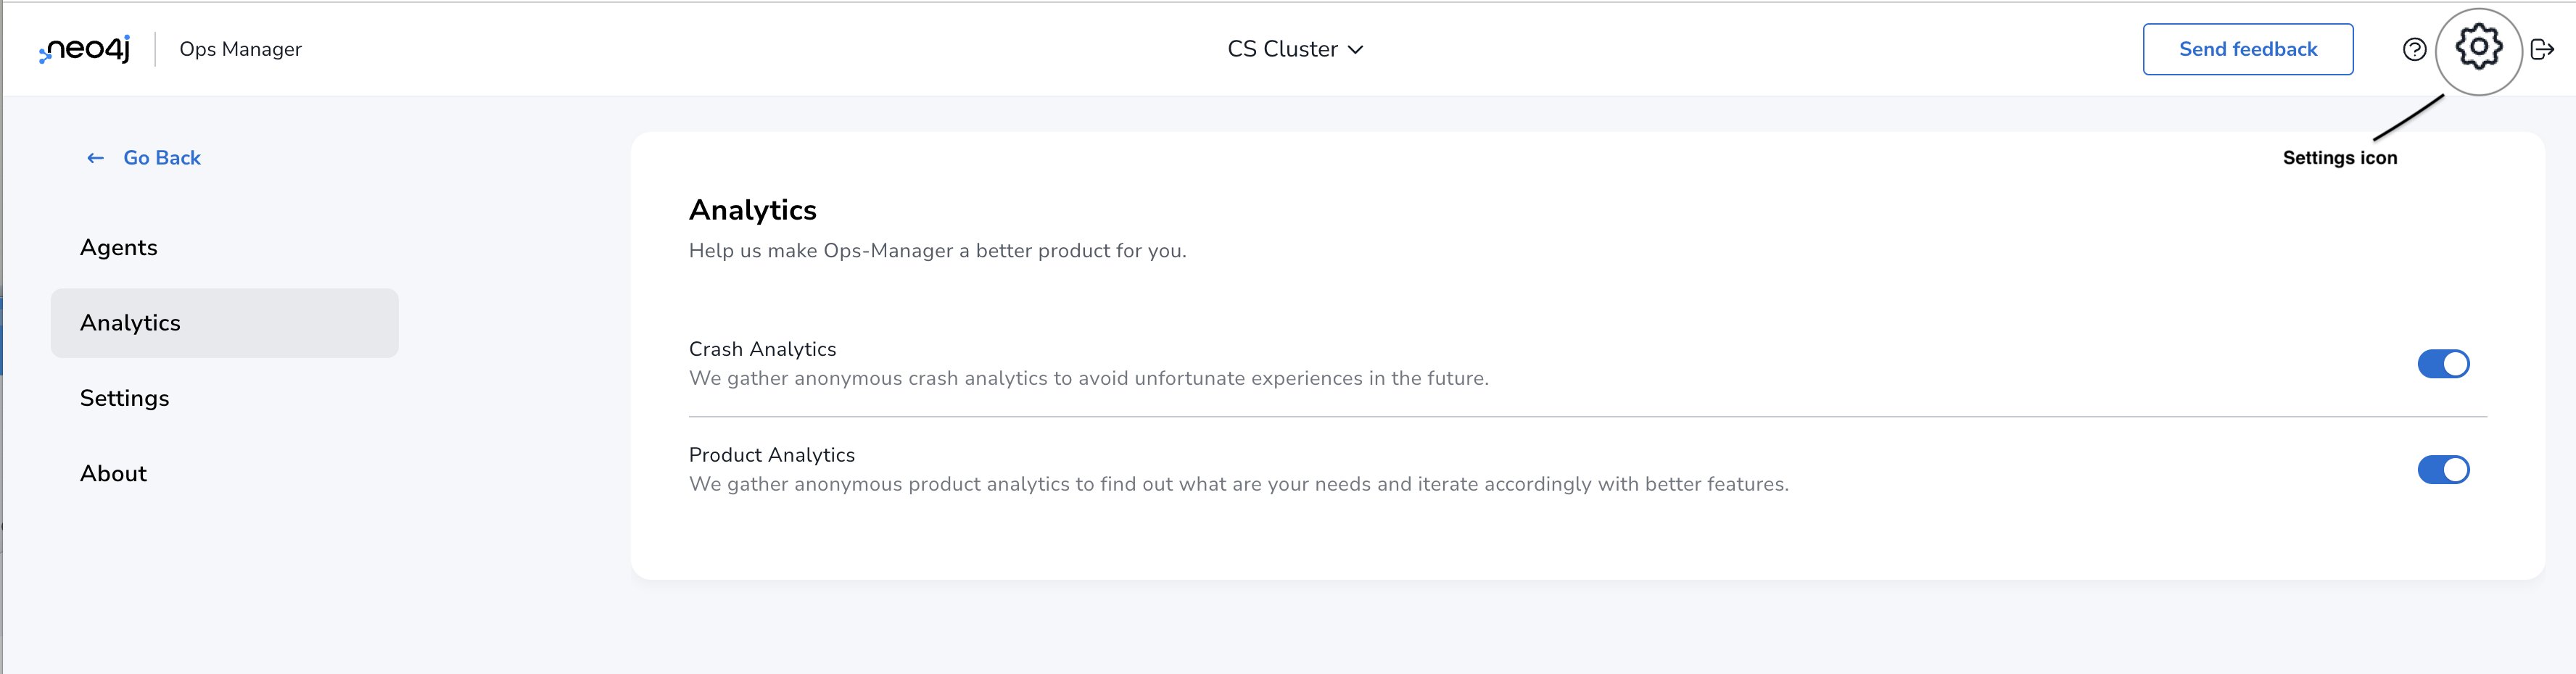 neo4j
Ops Manager
CS Cluster
Send feedback
Settings icon
Go Back
Agents
Analytics
Settings
About
Analytics
Help us make Ops-Manager a better product for you.
Crash Analytics
We gather anonymous crash analytics to avoid unfortunate experiences in the future.
Product Analytics
We gather anonymous product analytics to find out what are your needs and iterate accordingly with better features.